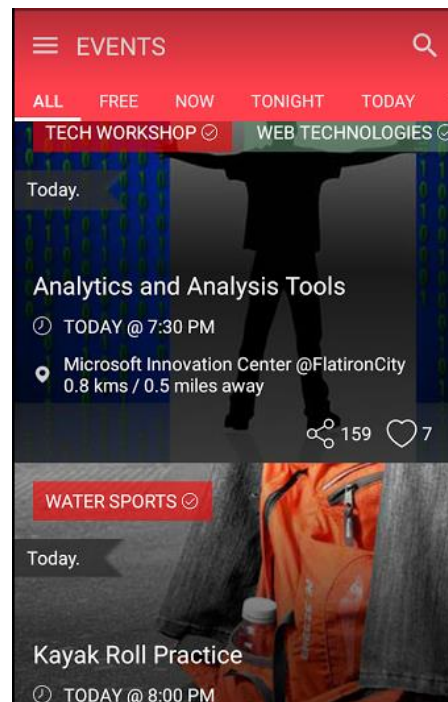 EVENTS
ALL FREE NOW TONIGHT TODAY
TECH WORKSHOP WEB TECHNOLOGIES
Today.
Analytics and Analysis Tools
TODAY @ 7:30 PM
Microsoft Innovation Center @FlatironCity
0.8 kms / 0.5 miles away
159 7
WATER SPORTS
Today.
Kayak Roll Practice
TODAY @ 8:00 PM